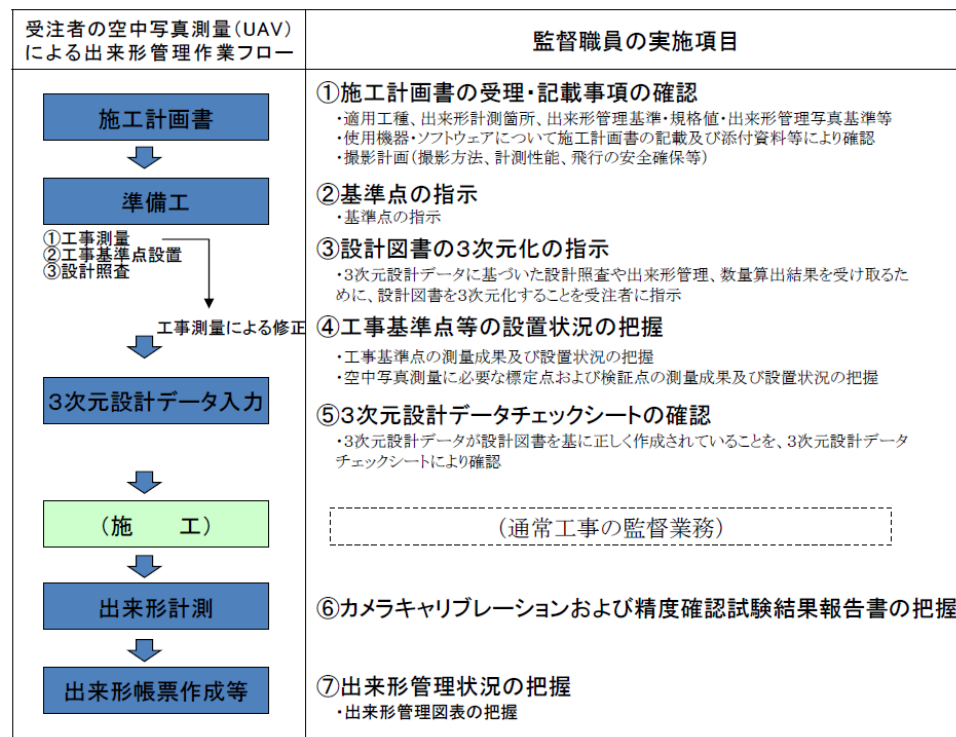 受注者の空中写真測量(UAV)
による出来形管理作業フロー
監督職員の実施項目
施工計画書
①施工計画書の受理・記載事項の確認
・適用工種、出来形計測箇所、出来形管理基準・規格値・出来形管理写真基準等
・使用機器・ソフトウェアについて施工計画書の記載及び添付資料等により確認
・撮影計画(撮影方法、計測性能、飛行の安全確保等)
準備工
①工事測量
②工事基準点設置
③設計照査
工事測量による修正
②基準点の指示
・基準点の指示
③設計図書の3次元化の指示
・3次元設計データに基づいた設計照査や出来形管理、数量算出結果を受け取るた
めに、設計図書を3次元化することを受注者に指示
④工事基準点等の設置状況の把握
・工事基準点の測量成果及び設置状況の把握
・空中写真測量に必要な標定点および検証点の測量成果及び設置状況の把握
3次元設計データ入力
⑤3次元設計データチェックシートの確認
・3次元設計データが設計図書を基に正しく作成されていることを、3次元設計データ
チェックシートにより確認
(施 工)
(通常工事の監督業務)
出来形計測
⑥カメラキャリブレーションおよび精度確認試験結果報告書の把握
出来形帳票作成等
⑦出来形管理状況の把握
・出来形管理図表の把握